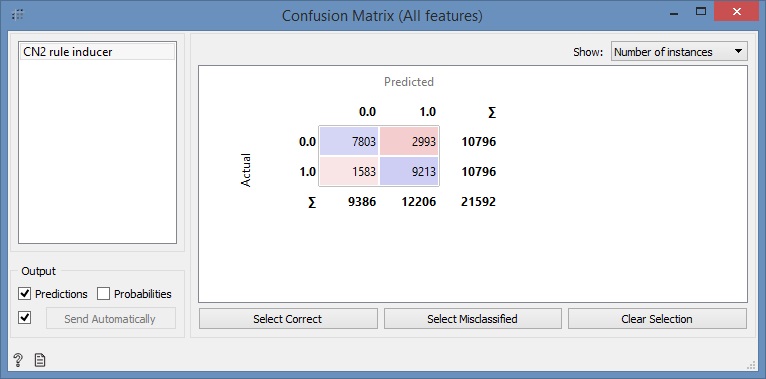 Confusion Matrix (All features)
CN2 rule inducer
Show: Number of instances
Predicted
0.0 1.0 Σ
Actual
0.0 7803 2993 10796
1.0 1583 9213 10796
Σ 9386 12206 21592
Output
Predictions Probabilities
Send Automatically
Select Correct Select Misclassified Clear Selection
?